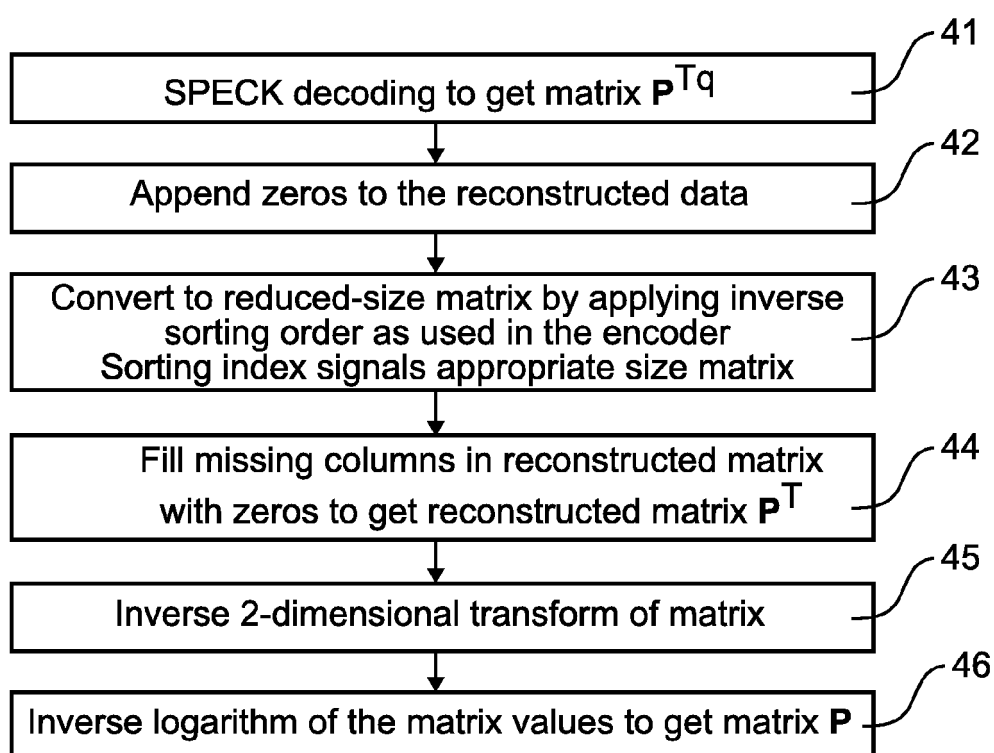 41
SPECK decoding to get matrix P^Tq
42
Append zeros to the reconstructed data
43
Convert to reduced-size matrix by applying inverse
sorting order as used in the encoder
Sorting index signals appropriate size matrix
44
Fill missing columns in reconstructed matrix
with zeros to get reconstructed matrix P^T
45
Inverse 2-dimensional transform of matrix
46
Inverse logarithm of the matrix values to get matrix P